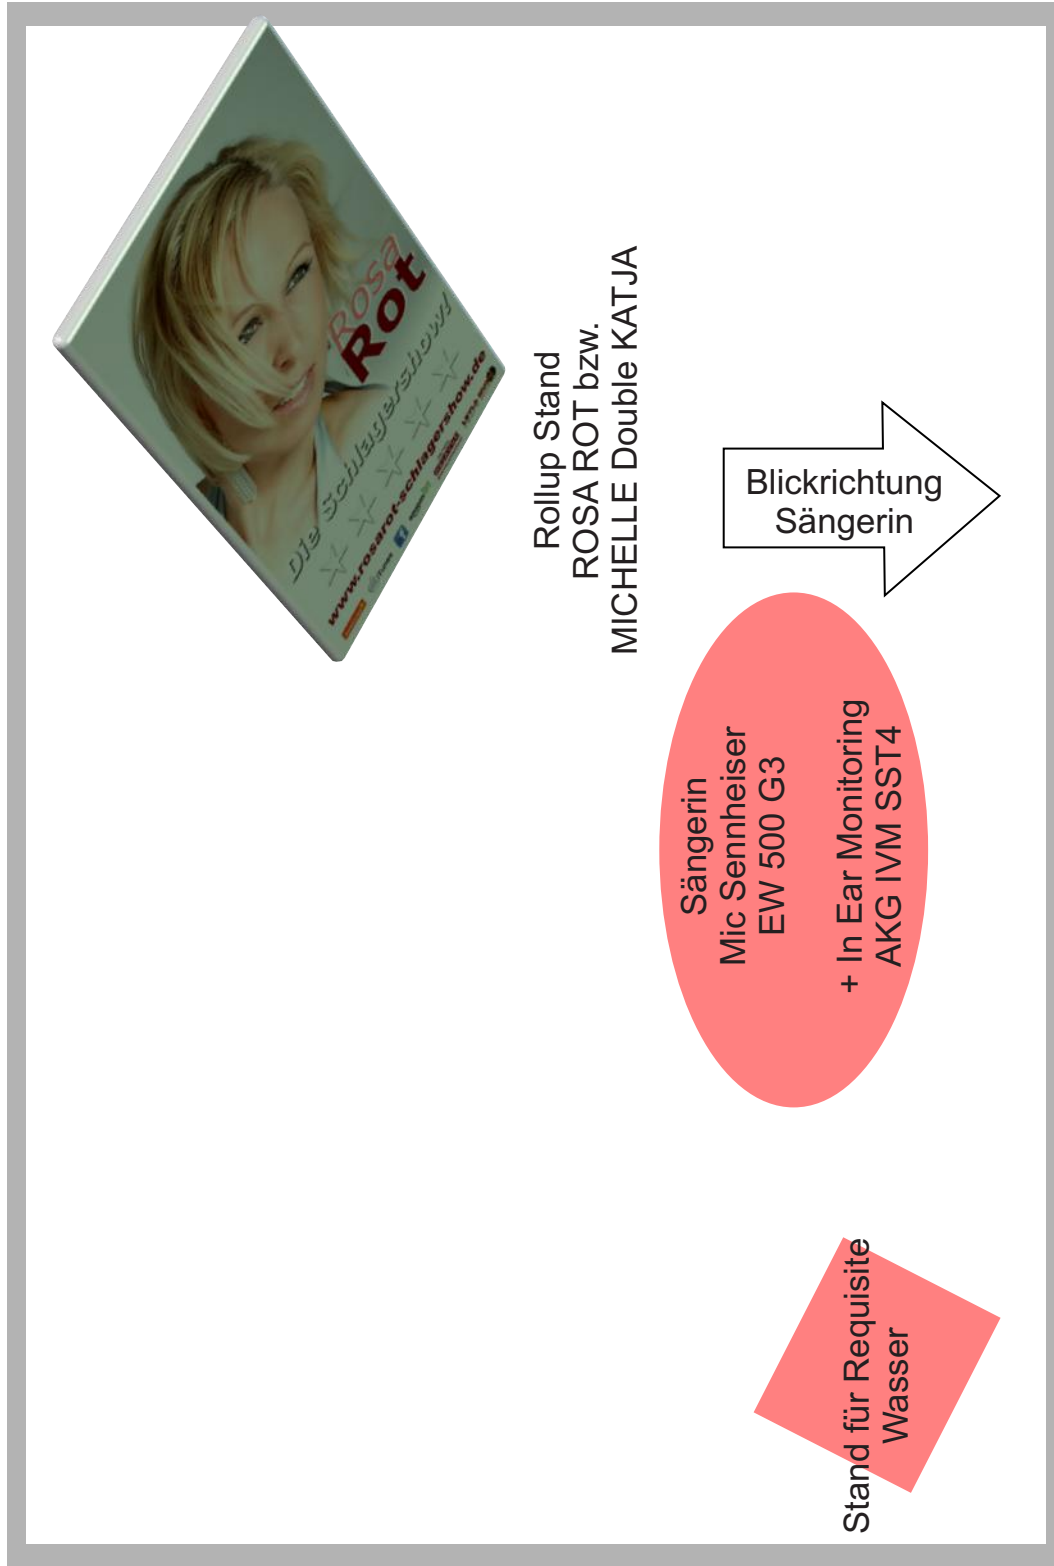 Rosa
Rot
Die Schlagershow!
www.rosarot-schlagershow.de
Rollup Stand
ROSA ROT bzw.
MICHELLE Double KATJA
Blickrichtung
Sängerin
Sängerin
Mic Sennheiser
EW 500 G3
+ In Ear Monitoring
AKG IVM SST4
Stand für Requisite
Wasser